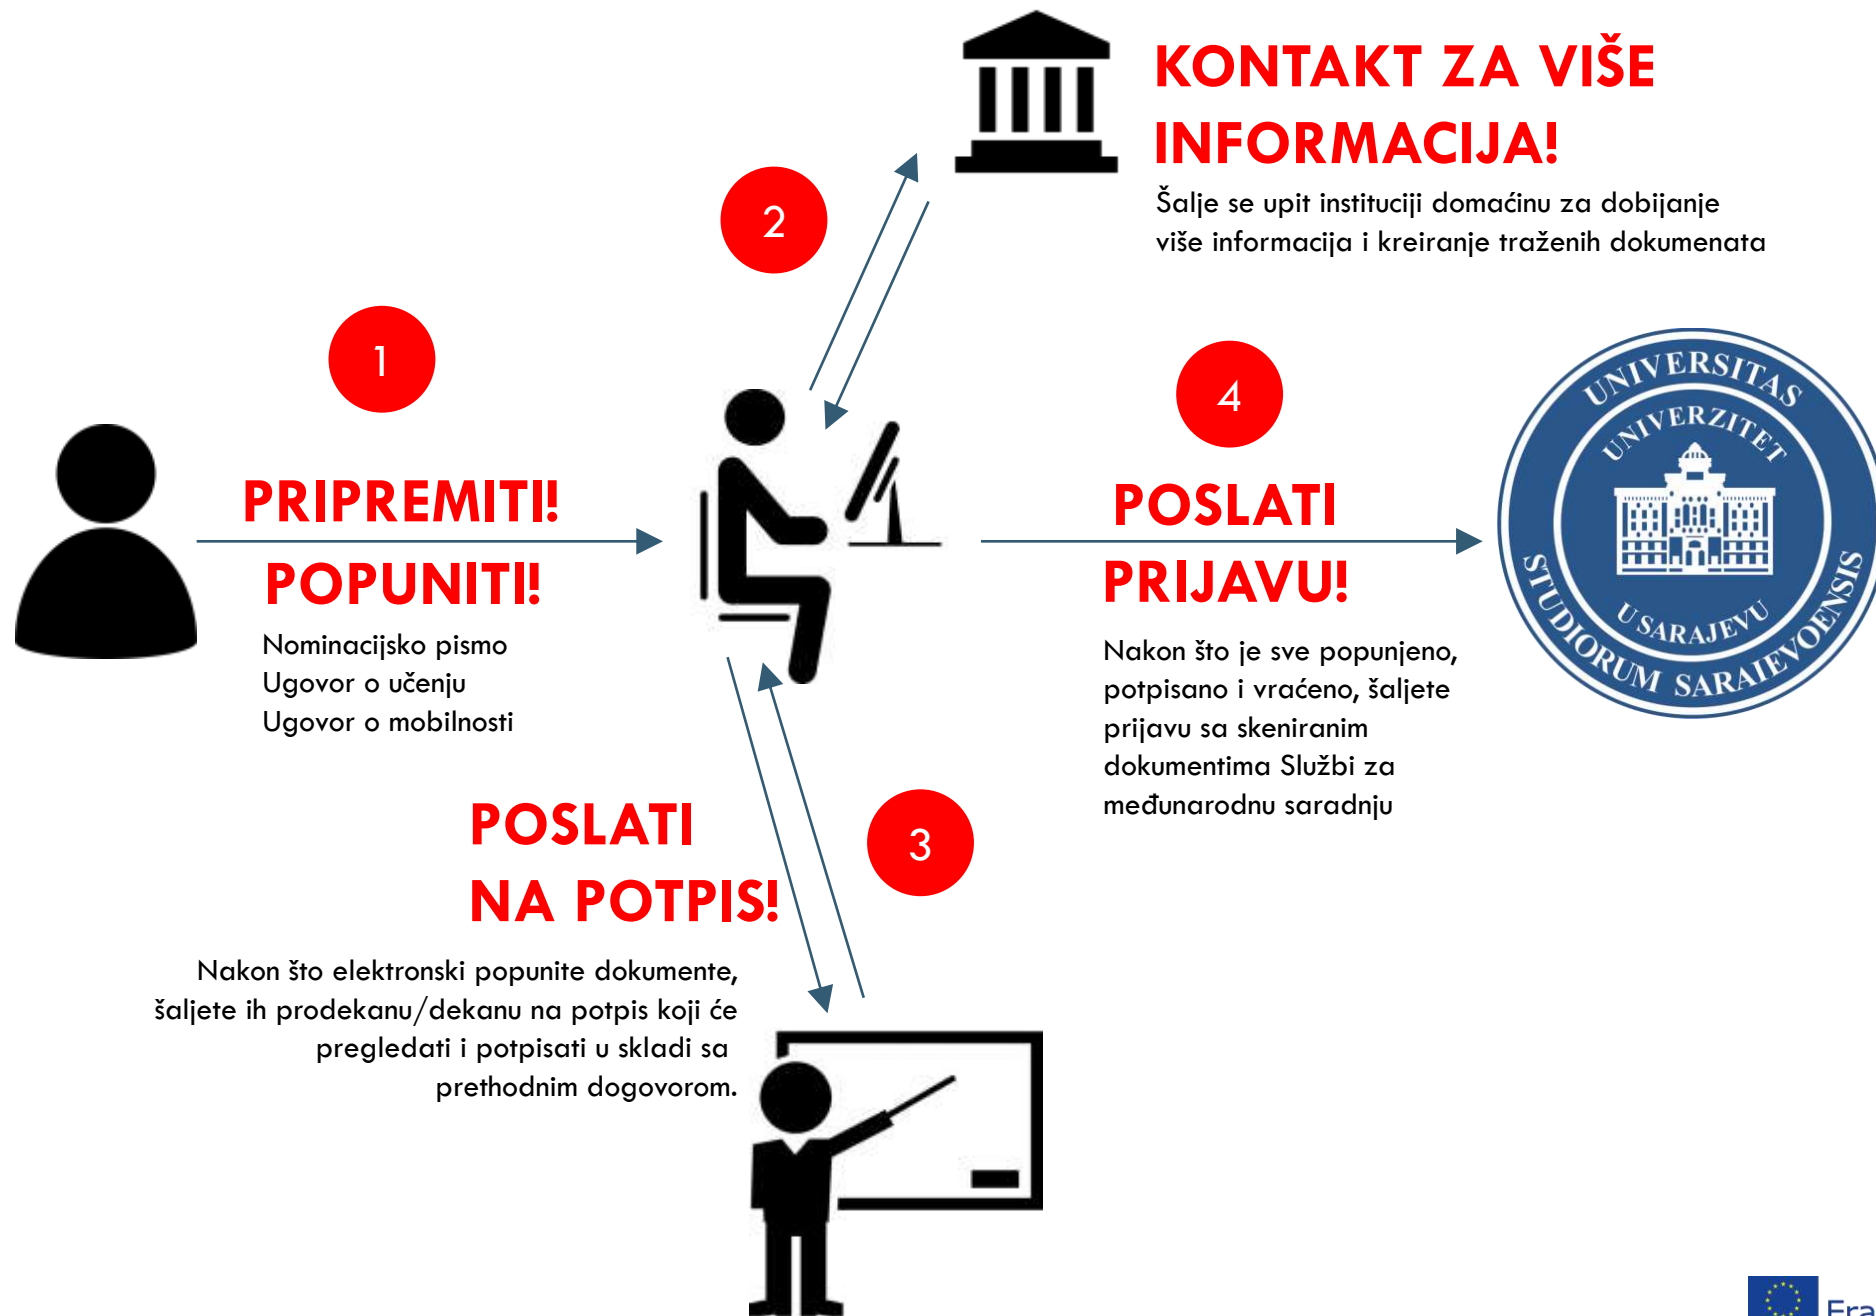 1
PRIPREMITI!
POPUNITI!
Nominacijsko pismo
Ugovor o učenju
Ugovor o mobilnosti
2
KONTAKT ZA VIŠE
INFORMACIJA!
Šalje se upit instituciji domaćinu za dobijanje
više informacija i kreiranje traženih dokumenata
3
POSLATI
NA POTPIS!
Nakon što elektronski popunite dokumente,
šaljete ih prodekanu/dekanu na potpis koji će
pregledati i potpisati u skladi sa
prethodnim dogovorom.
4
POSLATI
PRIJAVU!
Nakon što je sve popunjeno,
potpisano i vraćeno, šaljete
prijavu sa skeniranim
dokumentima Službi za
međunarodnu saradnju
UNIVERSITAS
STUDIORUM SARAIEVOENSIS
UNIVERZITET
U SARAJEVU